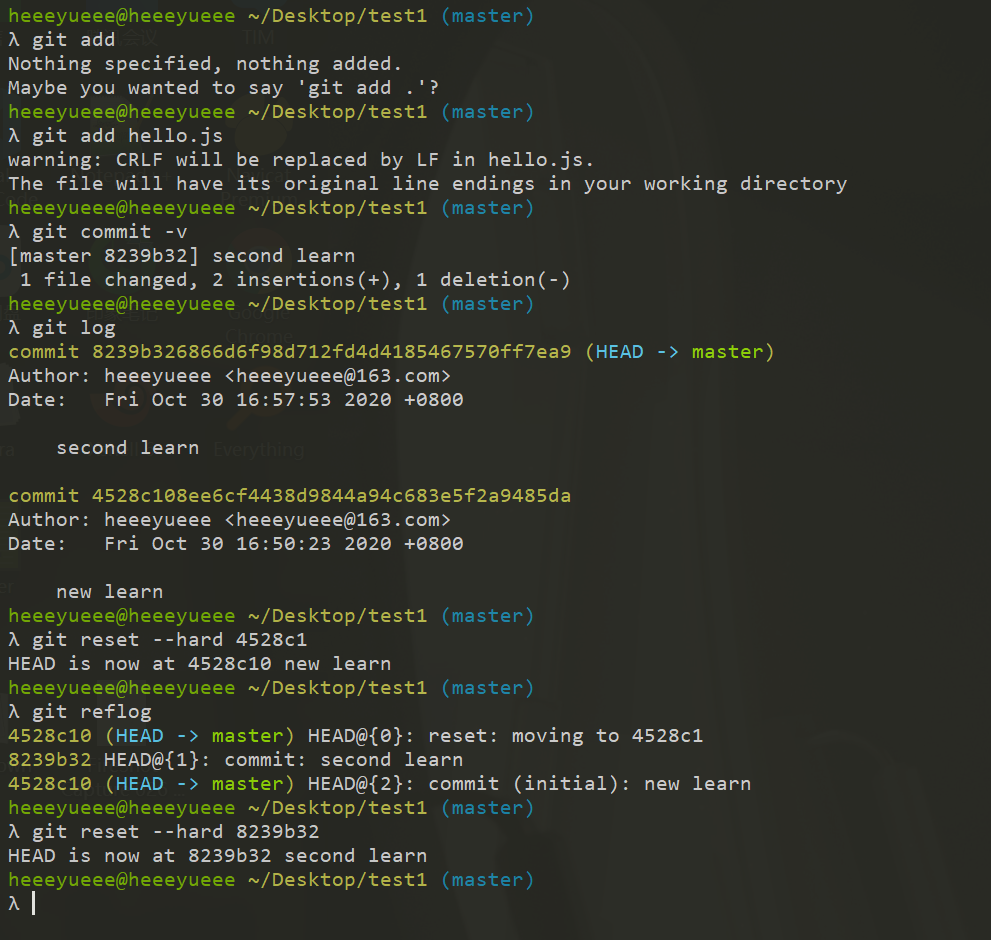 heeeyueee@heeeyueee ~/Desktop/test1 (master)
λ git add
Nothing specified, nothing added.
Maybe you wanted to say 'git add .'?
heeeyueee@heeeyueee ~/Desktop/test1 (master)
λ git add hello.js
warning: CRLF will be replaced by LF in hello.js.
The file will have its original line endings in your working directory
heeeyueee@heeeyueee ~/Desktop/test1 (master)
λ git commit -v
[master 8239b32] second learn
 1 file changed, 2 insertions(+), 1 deletion(-)
heeeyueee@heeeyueee ~/Desktop/test1 (master)
λ git log
commit 8239b326866d6f98d712fd4d4185467570ff7ea9 (HEAD -> master)
Author: heeeyueee <heeeyueee@163.com>
Date:   Fri Oct 30 16:57:53 2020 +0800

    second learn

commit 4528c108ee6cf4438d9844a94c683e5f2a9485da
Author: heeeyueee <heeeyueee@163.com>
Date:   Fri Oct 30 16:50:23 2020 +0800

    new learn
heeeyueee@heeeyueee ~/Desktop/test1 (master)
λ git reset --hard 4528c1
HEAD is now at 4528c10 new learn
heeeyueee@heeeyueee ~/Desktop/test1 (master)
λ git reflog
4528c10 (HEAD -> master) HEAD@{0}: reset: moving to 4528c1
8239b32 HEAD@{1}: commit: second learn
4528c10 (HEAD -> master) HEAD@{2}: commit (initial): new learn
heeeyueee@heeeyueee ~/Desktop/test1 (master)
λ git reset --hard 8239b32
HEAD is now at 8239b32 second learn
heeeyueee@heeeyueee ~/Desktop/test1 (master)
λ
TIM
Chrome
Everything